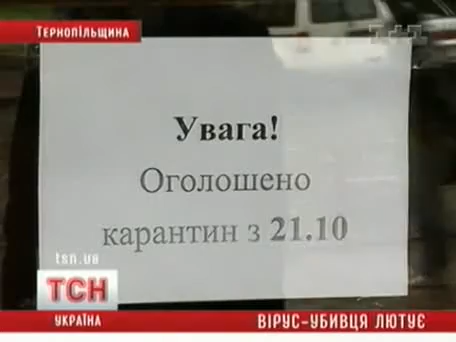 ТЕРНОПІЛЬЩИНА
Увага!
Оголошено
карантин з 21.10
tsn.ua
ТСН
УКРАЇНА
ВІРУС-УБИВЦЯ ЛЮТУЄ